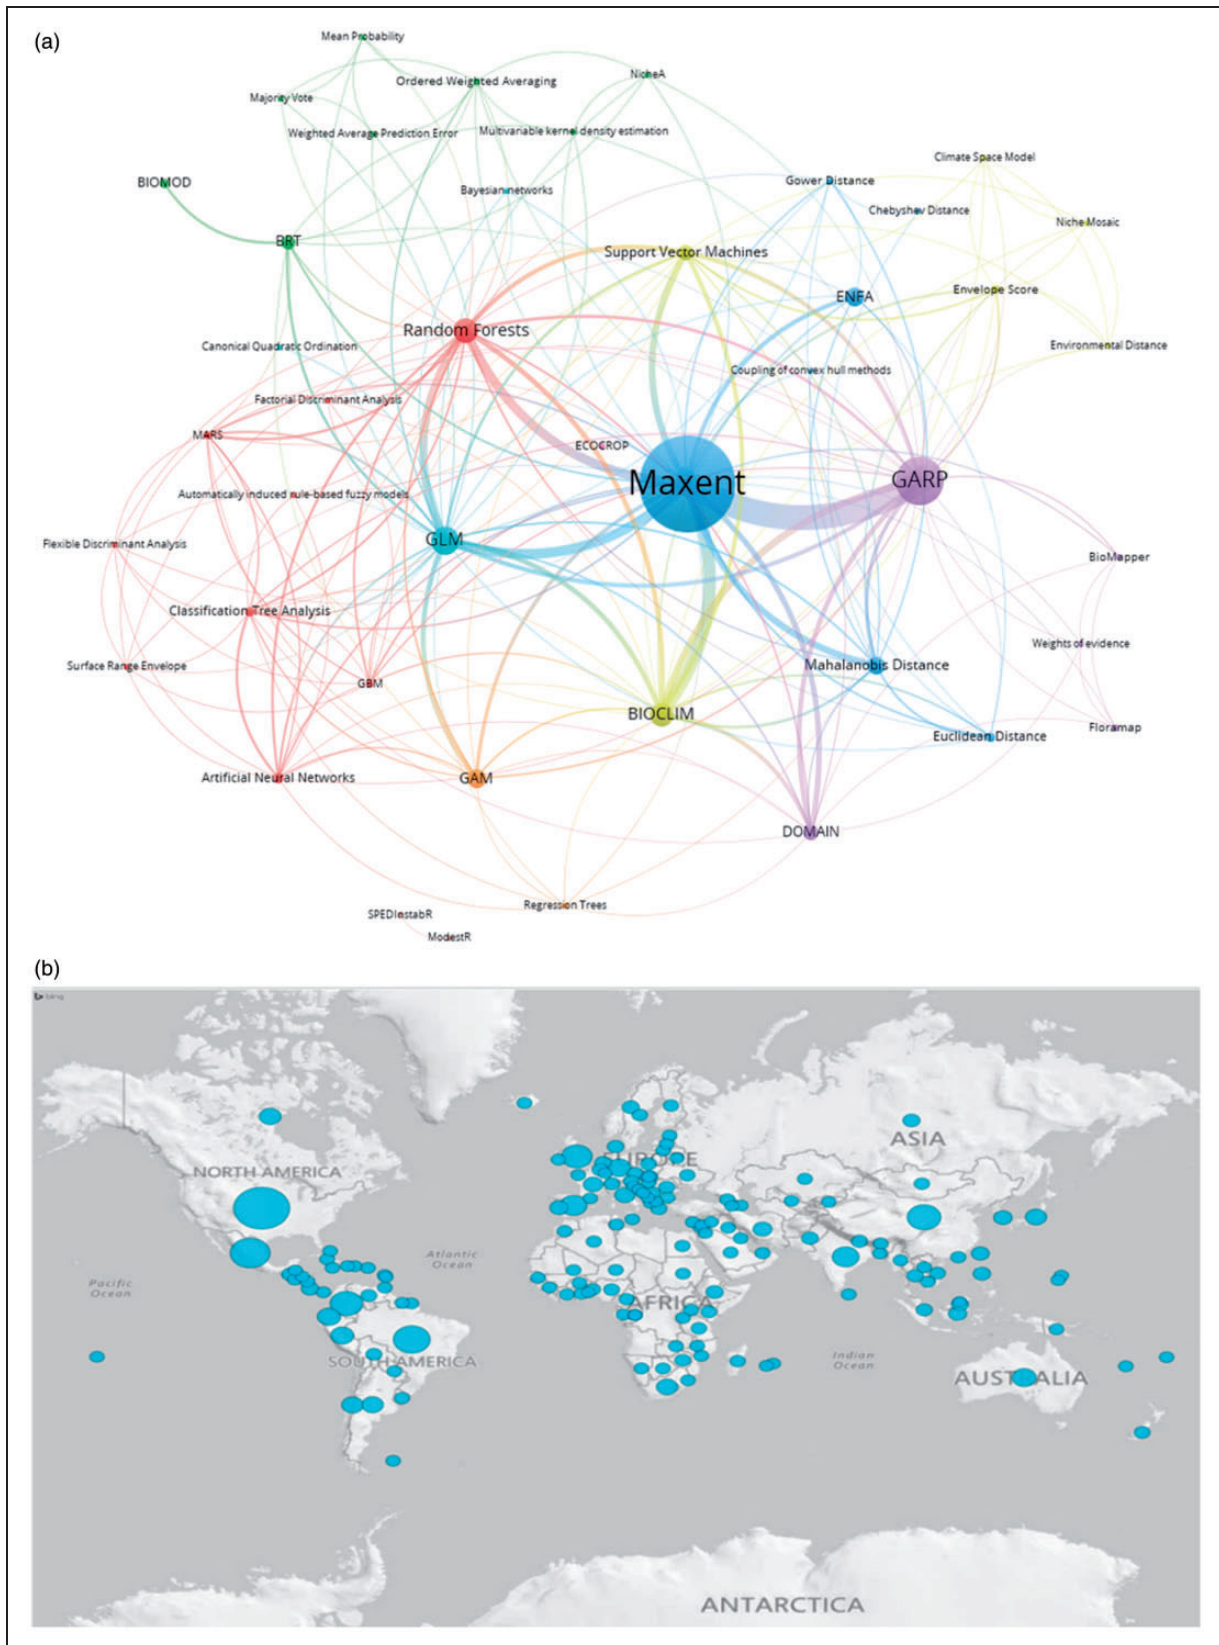 (a)
Mean Probability
Ordered Weighted Averaging
NicheA
Majority Vote
Weighted Average Prediction Error
Multivariable kernel density estimation
Climate Space Model
BIOMOD
Bayesian networks
Gower Distance
Chebyshev Distance
Niche Mosaic
BRT
Support Vector Machines
ENFA
Envelope Score
Random Forests
Canonical Quadratic Ordination
Environmental Distance
Coupling of convex hull methods
Factorial Discriminant Analysis
MARS
ECOCROP
Maxent
GARP
Automatically induced rule-based fuzzy models
Flexible Discriminant Analysis
GLM
BioMapper
Classification Tree Analysis
Weights of evidence
Surface Range Envelope
Mahalanobis Distance
GBM
BIOCLIM
Floramap
Euclidean Distance
Artificial Neural Networks
GAM
DOMAIN
Regression Trees
SPEDInstabR
ModestR
(b)
bing
ASIA
EUROPE
NORTH AMERICA
Atlantic
Ocean
Pacific
Ocean
AFRICA
Indian
Ocean
SOUTH AMERICA
AUSTRALIA
ANTARCTICA